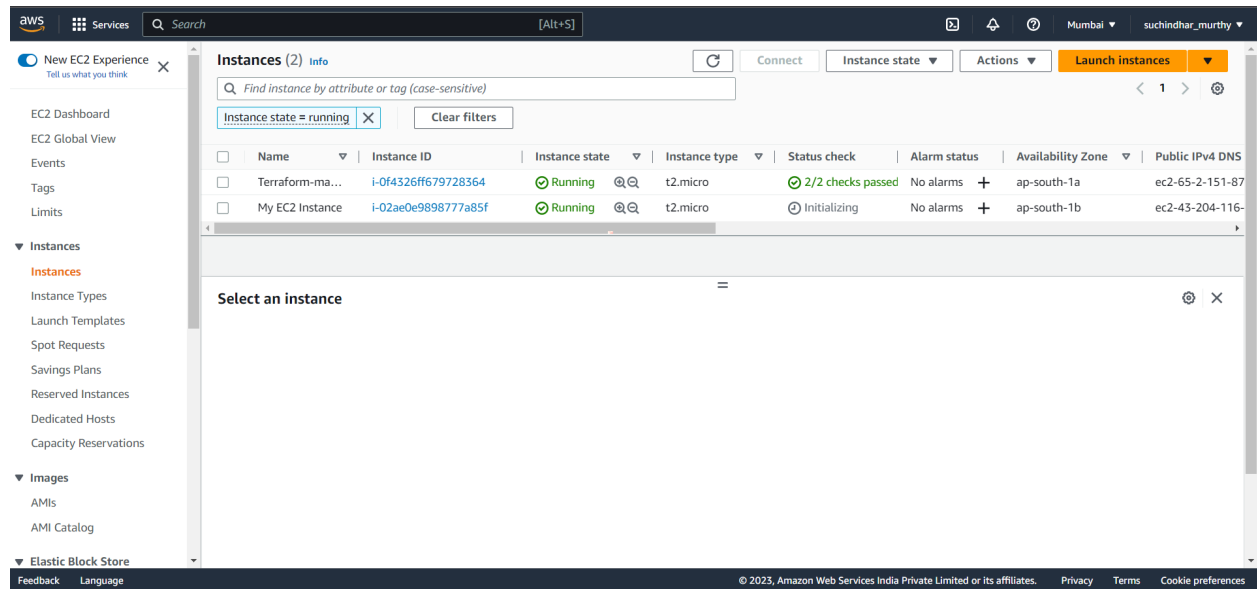 aws Services Search [Alt+S] Mumbai suchindhar_murthy
New EC2 Experience
Tell us what you think
EC2 Dashboard
EC2 Global View
Events
Tags
Limits
Instances
Instances
Instance Types
Launch Templates
Spot Requests
Savings Plans
Reserved Instances
Dedicated Hosts
Capacity Reservations
Images
AMIs
AMI Catalog
Elastic Block Store
Instances (2) Info Connect Instance state Actions Launch instances
Find instance by attribute or tag (case-sensitive) 1
Instance state = running Clear filters
Name Instance ID Instance state Instance type Status check Alarm status Availability Zone Public IPv4 DNS
Terraform-ma... i-0f4326ff679728364 Running t2.micro 2/2 checks passed No alarms + ap-south-1a ec2-65-2-151-87
My EC2 Instance i-02ae0e9898777a85f Running t2.micro Initializing No alarms + ap-south-1b ec2-43-204-116-
Select an instance
Feedback Language © 2023, Amazon Web Services India Private Limited or its affiliates. Privacy Terms Cookie preferences